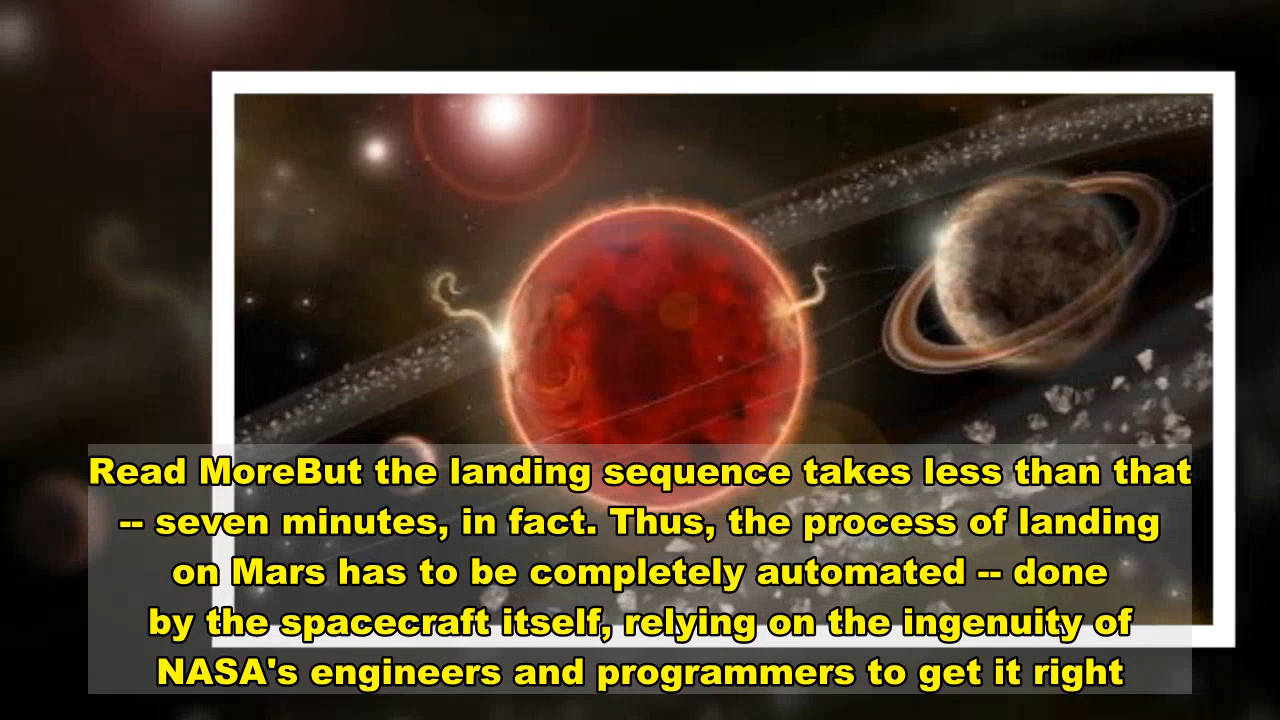 Read MoreBut the landing sequence takes less than that
-- seven minutes, in fact. Thus, the process of landing
on Mars has to be completely automated -- done
by the spacecraft itself, relying on the ingenuity of
NASA's engineers and programmers to get it right